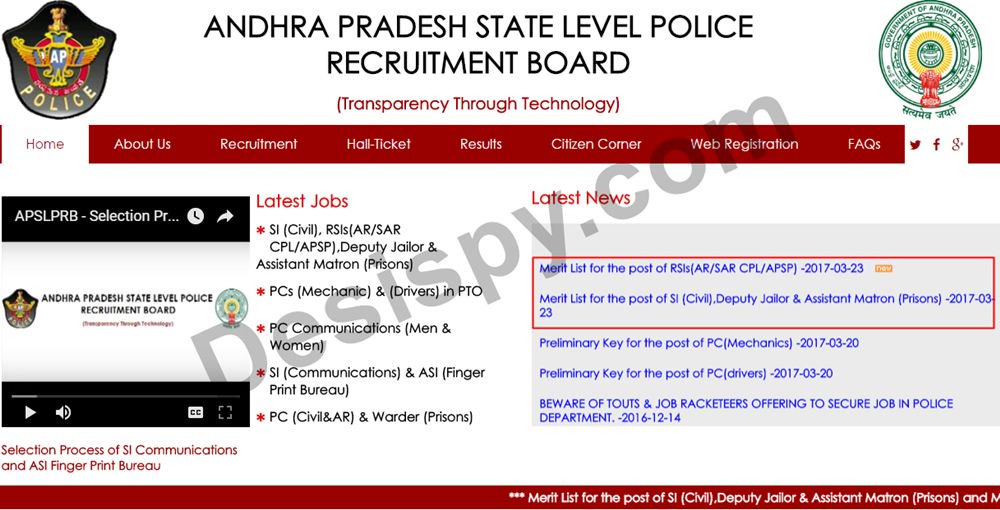 ANDHRA PRADESH STATE LEVEL POLICE
RECRUITMENT BOARD
(Transparency Through Technology)
AP
POLICE
GOVERNMENT OF ANDHRA PRADESH
सत्यमेव जयते
Home About Us Recruitment Hall-Ticket Results Citizen Corner Web Registration FAQs
APSLPRB - Selection Pr...
ANDHRA PRADESH STATE LEVEL POLICE
RECRUITMENT BOARD
(Transparency Through Technology)
CC
Selection Process of SI Communications
and ASI Finger Print Bureau
Latest Jobs
* SI (Civil), RSIs(AR/SAR
CPL/APSP),Deputy Jailor &
Assistant Matron (Prisons)
* PCs (Mechanic) & (Drivers) in PTO
* PC Communications (Men &
Women)
* SI (Communications) & ASI (Finger
Print Bureau)
* PC (Civil&AR) & Warder (Prisons)
Latest News
Merit List for the post of RSIs(AR/SAR CPL/APSP) -2017-03-23 new
Merit List for the post of SI (Civil),Deputy Jailor & Assistant Matron (Prisons) -2017-03-
23
Preliminary Key for the post of PC(Mechanics) -2017-03-20
Preliminary Key for the post of PC(drivers) -2017-03-20
BEWARE OF TOUTS & JOB RACKETEERS OFFERING TO SECURE JOB IN POLICE
DEPARTMENT. -2016-12-14
*** Merit List for the post of SI (Civil),Deputy Jailor & Assistant Matron (Prisons) and M
Desispy.com